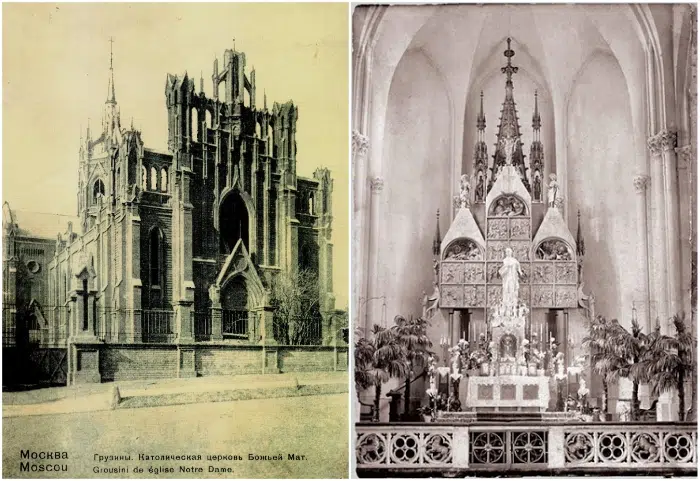 Москва
Moscou
Грузины. Католическая церковь Божьей Мат.
Grousini de église Notre Dame.